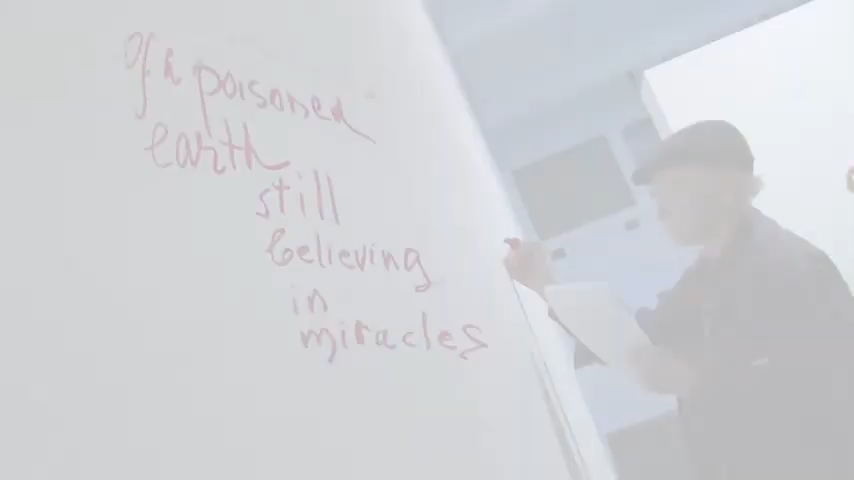 Of a poisoned
earth
still
believing
in
miracles